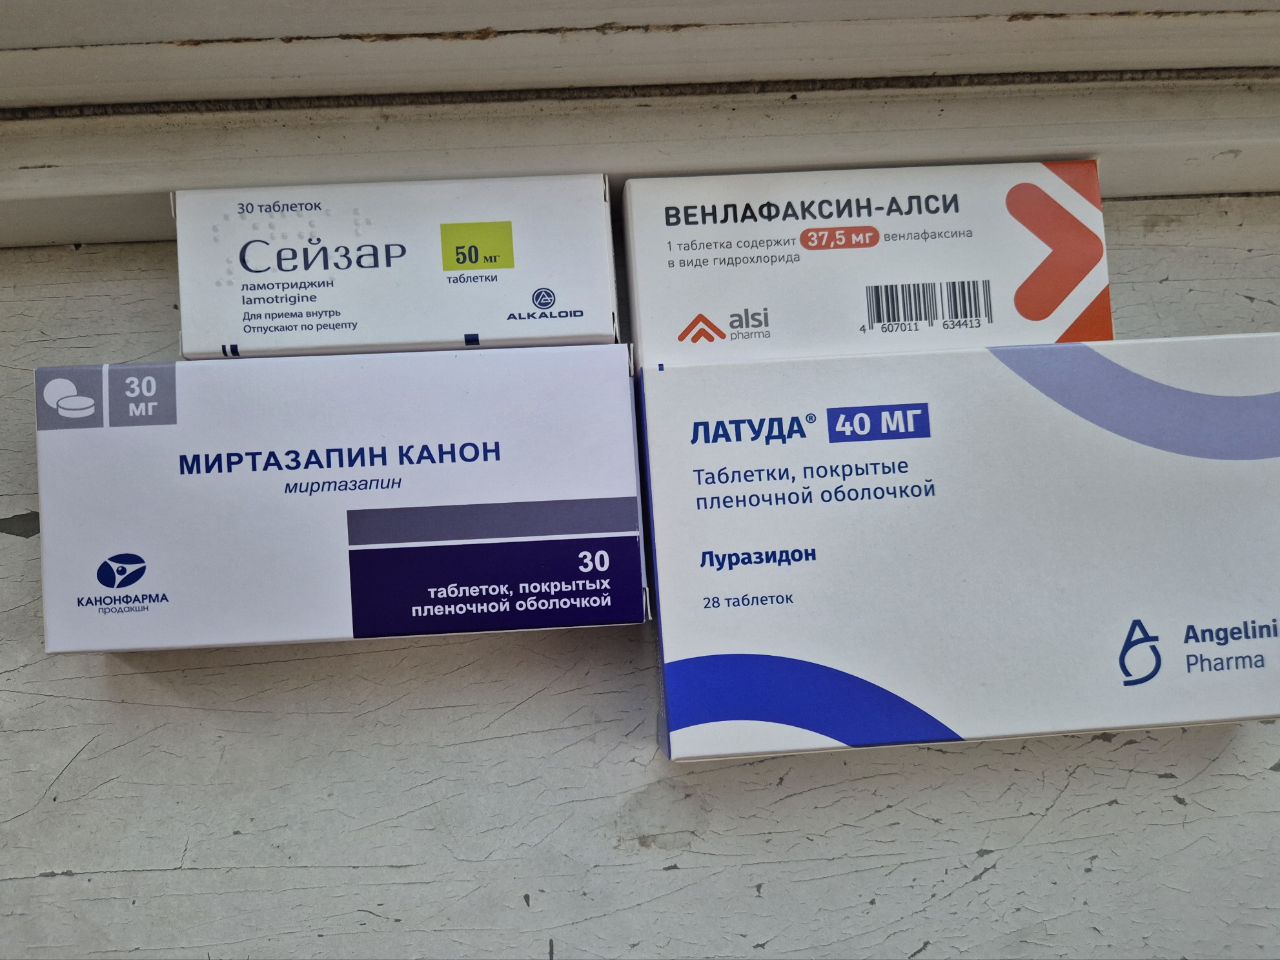 30 таблеток
Сейзар
50 мг
таблетки
ламотриджин
lamotrigine
Для приема внутрь
Отпускают по рецепту
ALKALOID
ВЕНЛАФАКСИН-АЛСИ
1 таблетка содержит 37,5 мг венлафаксина
в виде гидрохлорида
alsi
pharma
4 607011 634413
30
мг
МИРТАЗАПИН КАНОН
миртазапин
КАНОНФАРМА
продакшн
30
таблеток, покрытых
пленочной оболочкой
ЛАТУДА® 40 МГ
Таблетки, покрытые
пленочной оболочкой
Луразидон
28 таблеток
Angelini
Pharma